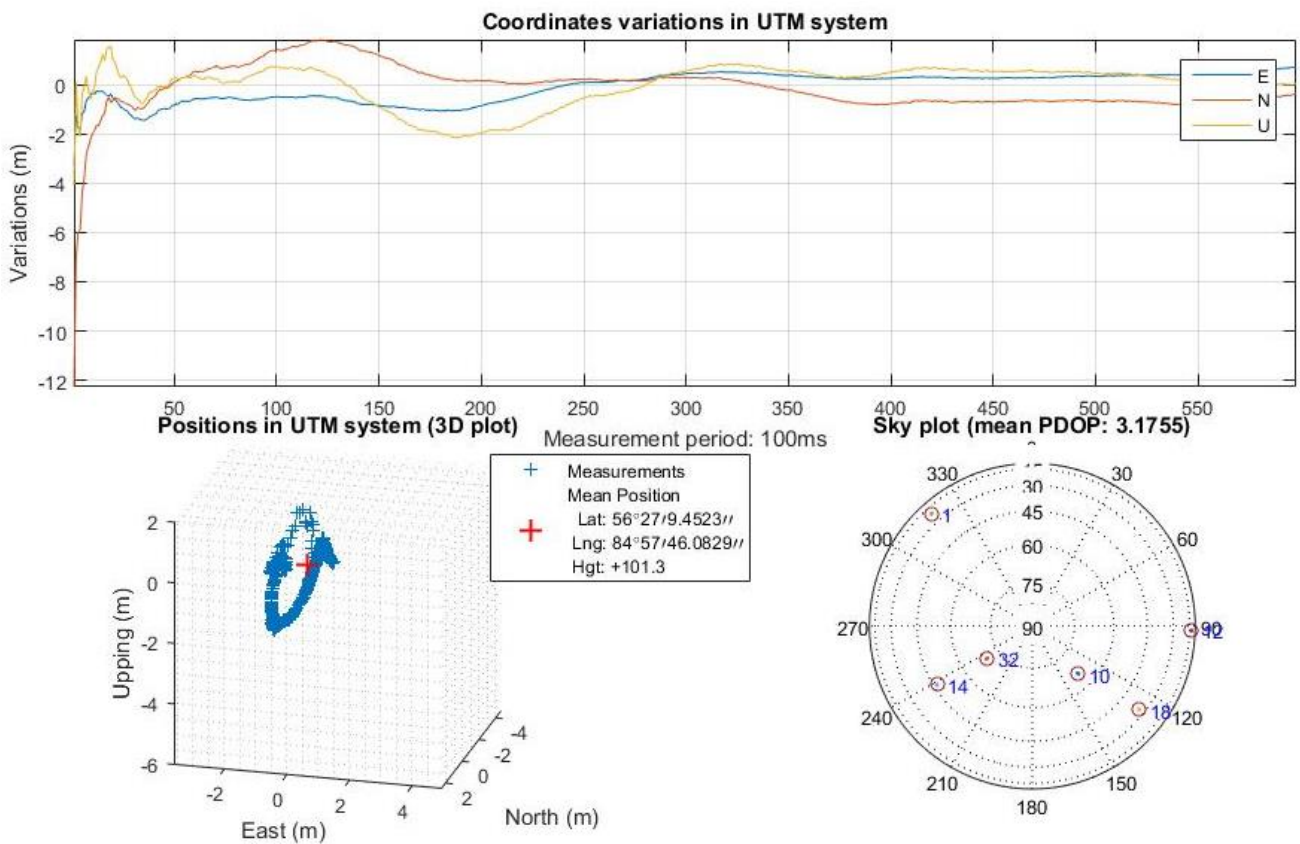 Coordinates variations in UTM system
0
-2
-4
-6
-8
-10
-12
Variations (m)
E
N
U
50 100 150 200 250 300 350 400 450 500 550
Measurement period: 100ms
Positions in UTM system (3D plot)
2
0
-2
-4
-6
Upping (m)
-2 0 2 4
East (m)
-4
-2
0
2
North (m)
Measurements
Mean Position
Lat: 56°27′9.4523″
Lng: 84°57′46.0829″
Hgt: +101.3
Sky plot (mean PDOP: 3.1755)
330 30
30
45
300 60
60
75
270 90
240 120
210 150
180
1
12
32
10
14
18